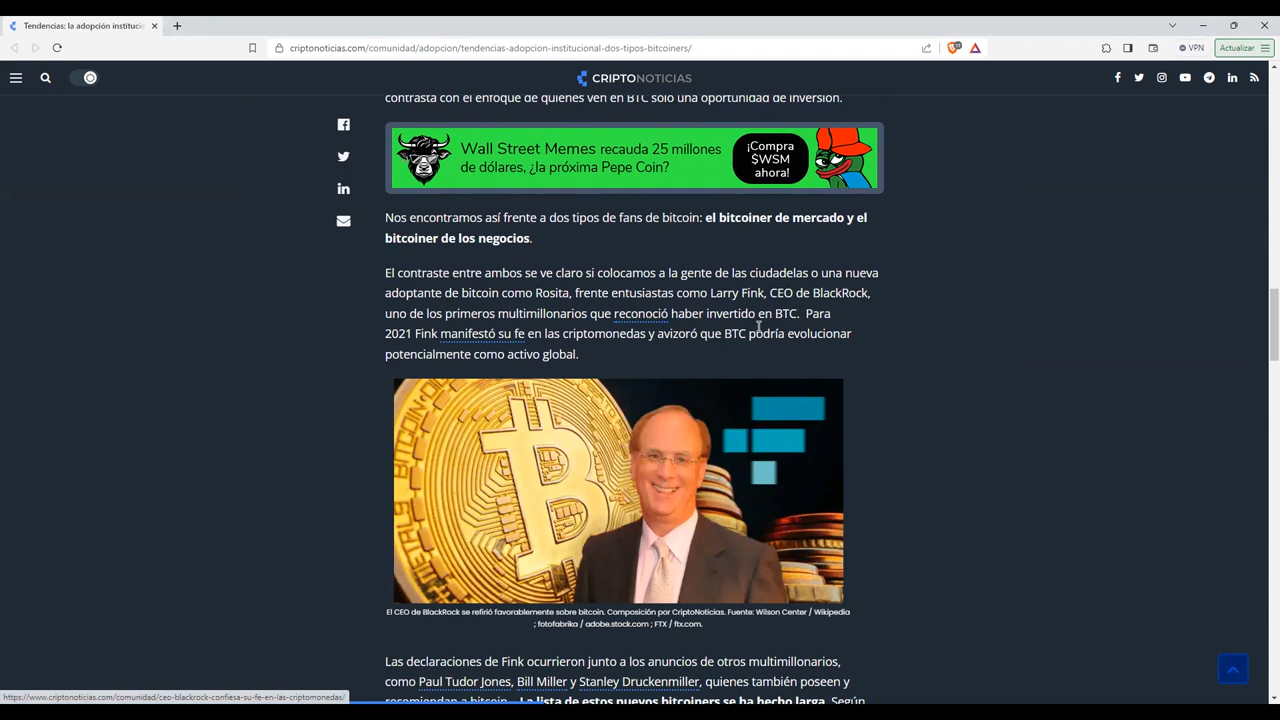 Tendencias: la adopción institucio
criptonoticias.com/comunidad/adopcion/tendencias-adopcion-institucional-dos-tipos-bitcoiners/
VPN
Actualizar
CRIPTONOTICIAS
contrasta con el enfoque de quienes ven en BTC solo una oportunidad de inversión.
Wall Street Memes recauda 25 millones
de dólares, ¿la próxima Pepe Coin?
¡Compra
$WSM
ahora!
Nos encontramos así frente a dos tipos de fans de bitcoin: el bitcoiner de mercado y el
bitcoiner de los negocios.
El contraste entre ambos se ve claro si colocamos a la gente de las ciudadelas o una nueva
adoptante de bitcoin como Rosita, frente entusiastas como Larry Fink, CEO de BlackRock,
uno de los primeros multimillonarios que reconoció haber invertido en BTC. Para
2021 Fink manifestó su fe en las criptomonedas y avizoró que BTC podría evolucionar
potencialmente como activo global.
El CEO de BlackRock se refirió favorablemente sobre bitcoin. Composición por CriptoNoticias. Fuente: Wilson Center / Wikipedia
; fotofabrika / adobe.stock.com ; FTX / ftx.com.
Las declaraciones de Fink ocurrieron junto a los anuncios de otros multimillonarios,
como Paul Tudor Jones, Bill Miller y Stanley Druckenmiller, quienes también poseen y
recomiendan a bitcoin. La lista de estos nuevos bitcoiners se ha hecho larga. Según
https://www.criptonoticias.com/comunidad/ceo-blackrock-confiesa-su-fe-en-las-criptomonedas/